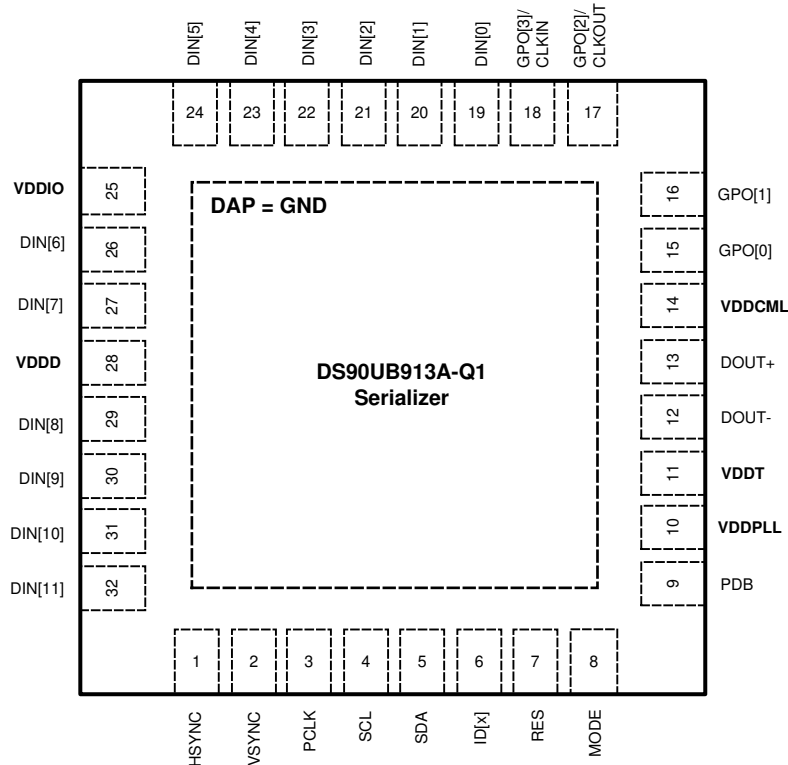 DIN[5]
DIN[4]
DIN[3]
DIN[2]
DIN[1]
DIN[0]
GPO[3]/
CLKIN
GPO[2]/
CLKOUT
24
23
22
21
20
19
18
17
VDDIO
25
DIN[6]
26
DIN[7]
27
VDDD
28
DIN[8]
29
DIN[9]
30
DIN[10]
31
DIN[11]
32
DAP = GND
DS90UB913A-Q1
Serializer
16
GPO[1]
15
GPO[0]
14
VDDCML
13
DOUT+
12
DOUT-
11
VDDT
10
VDDPLL
9
PDB
1
2
3
4
5
6
7
8
HSYNC
VSYNC
PCLK
SCL
SDA
ID[x]
RES
MODE